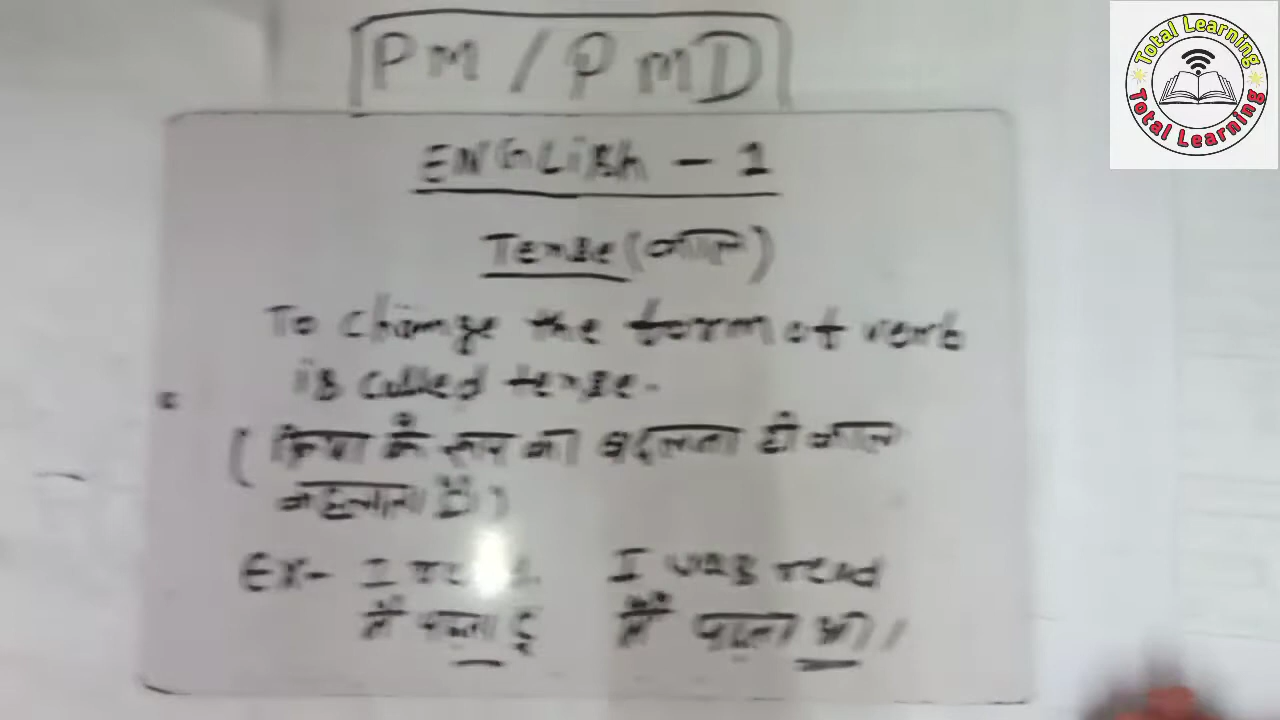 PM / PMD
Total Learning
Total Learning
ENGLISH - 1
Tense (काल)
To change the form of verb
is called tense.
( क्रिया के रूप को बदलना ही काल
कहलाता है।)
Ex- I read. I was read
मैं पढ़ता हूँ मैं पढ़ता था।